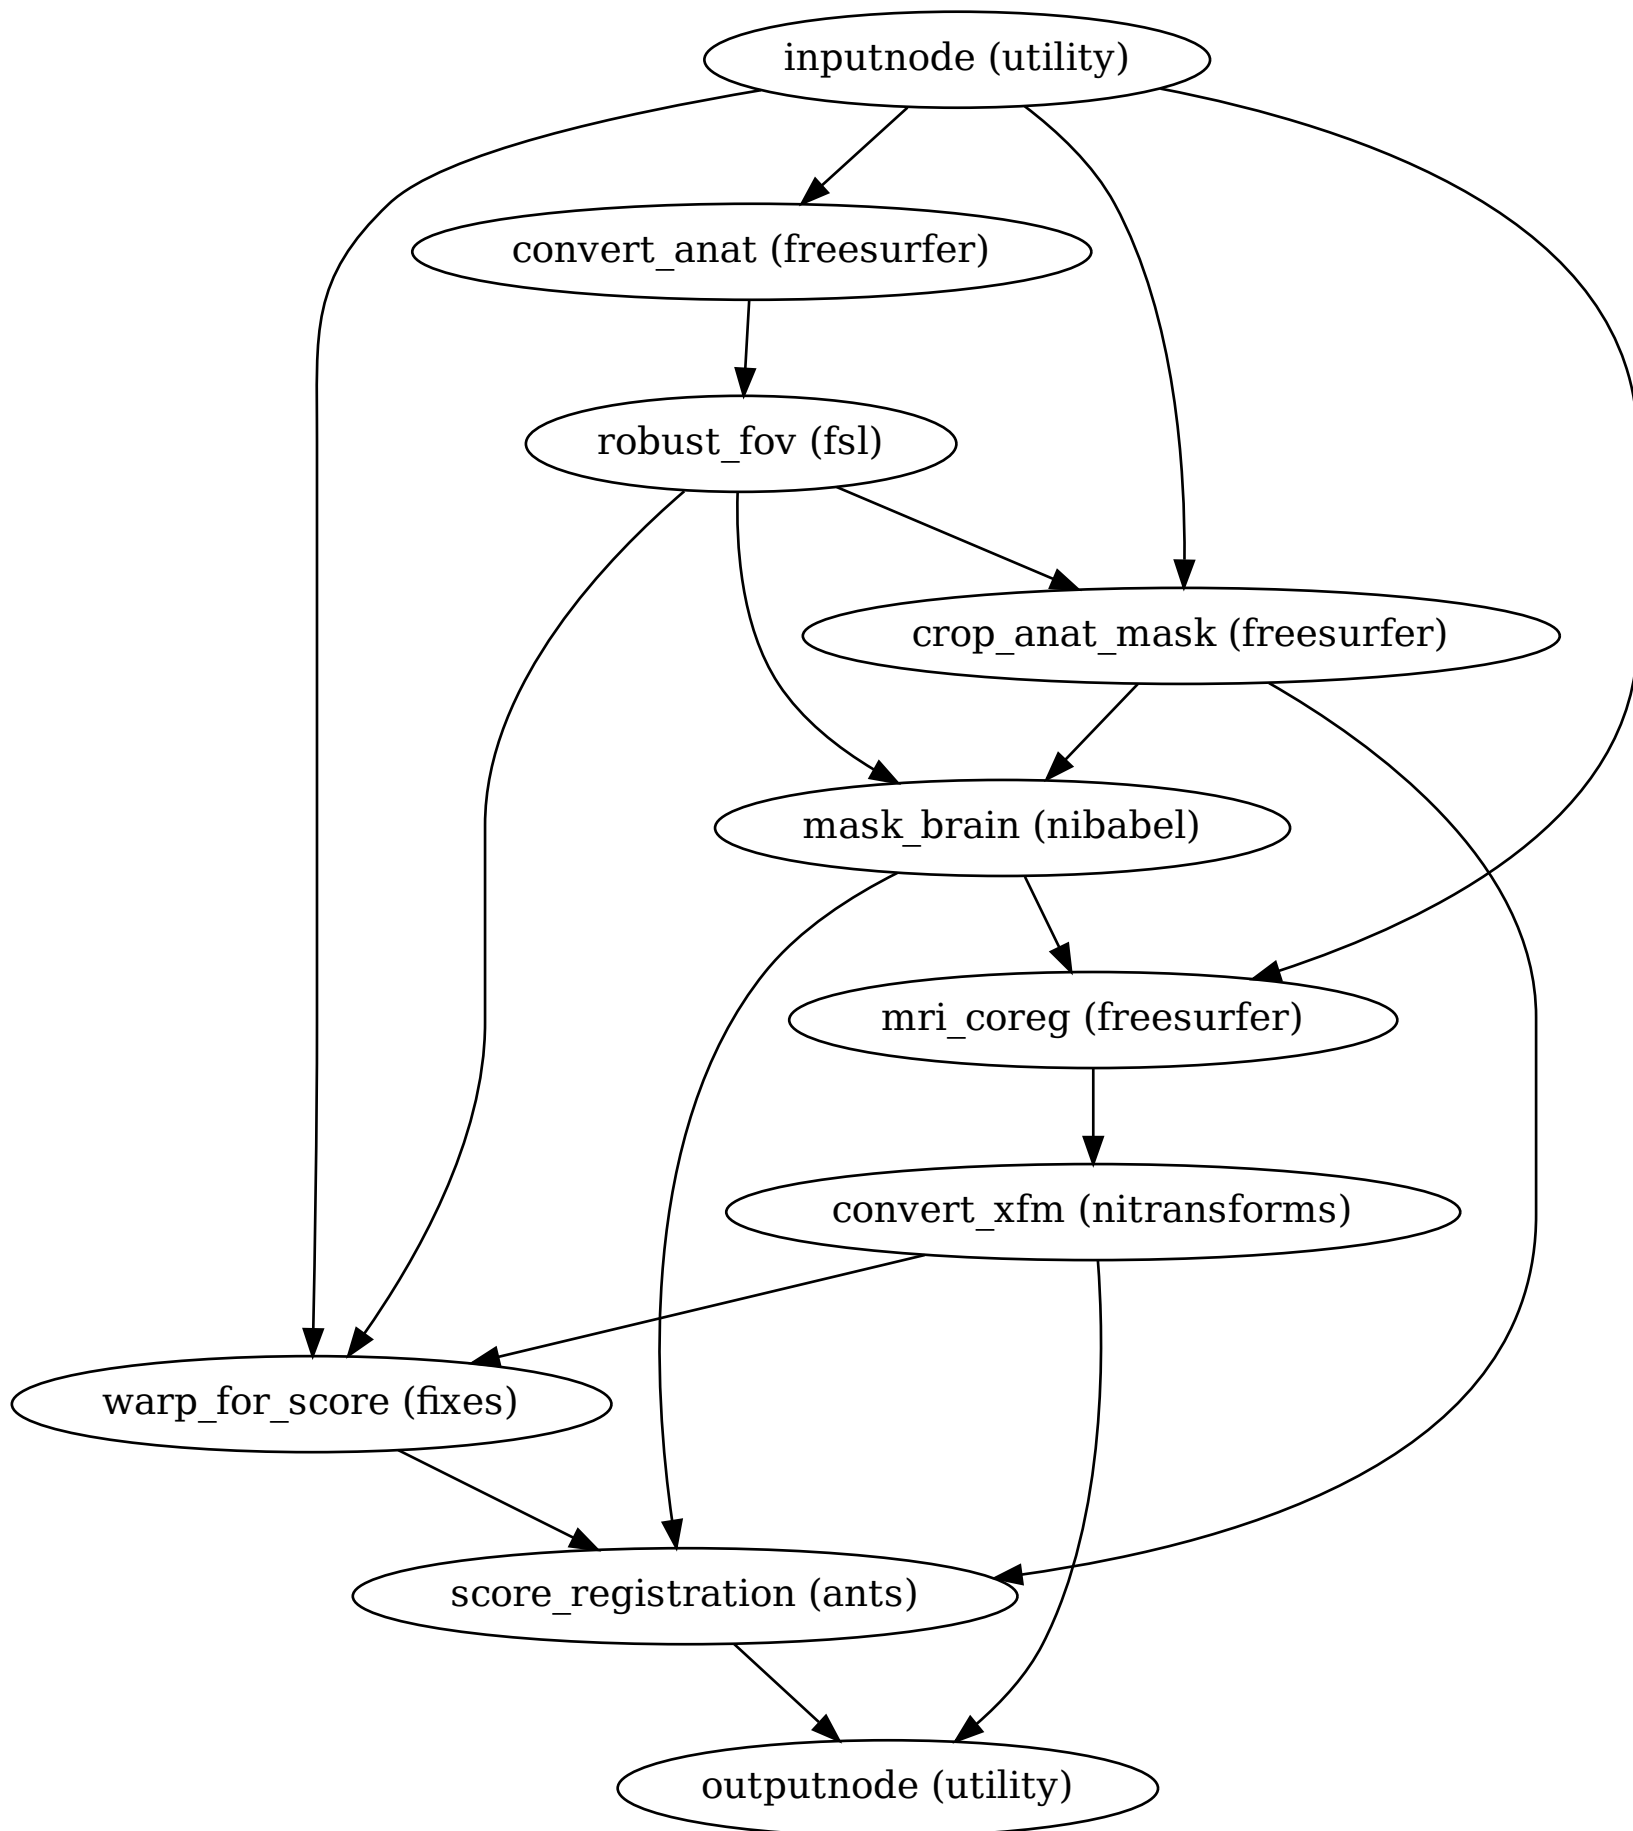 inputnode (utility)
convert_anat (freesurfer)
robust_fov (fsl)
crop_anat_mask (freesurfer)
mask_brain (nibabel)
mri_coreg (freesurfer)
convert_xfm (nitransforms)
warp_for_score (fixes)
score_registration (ants)
outputnode (utility)